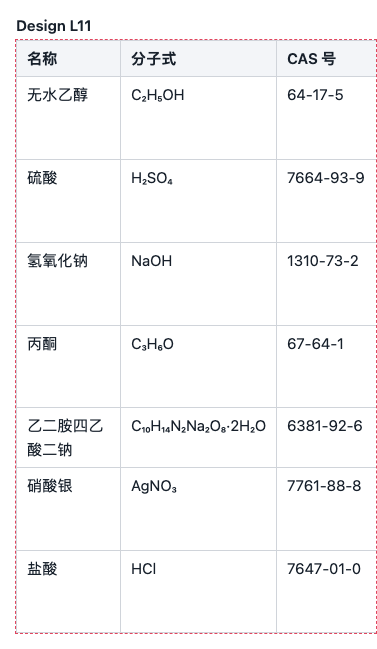 Design L11
名称 分子式 CAS 号
无水乙醇 C₂H₅OH 64-17-5
硫酸 H₂SO₄ 7664-93-9
氢氧化钠 NaOH 1310-73-2
丙酮 C₃H₆O 67-64-1
乙二胺四乙 C₁₀H₁₄N₂Na₂O₈·2H₂O 6381-92-6
酸二钠
硝酸银 AgNO₃ 7761-88-8
盐酸 HCl 7647-01-0